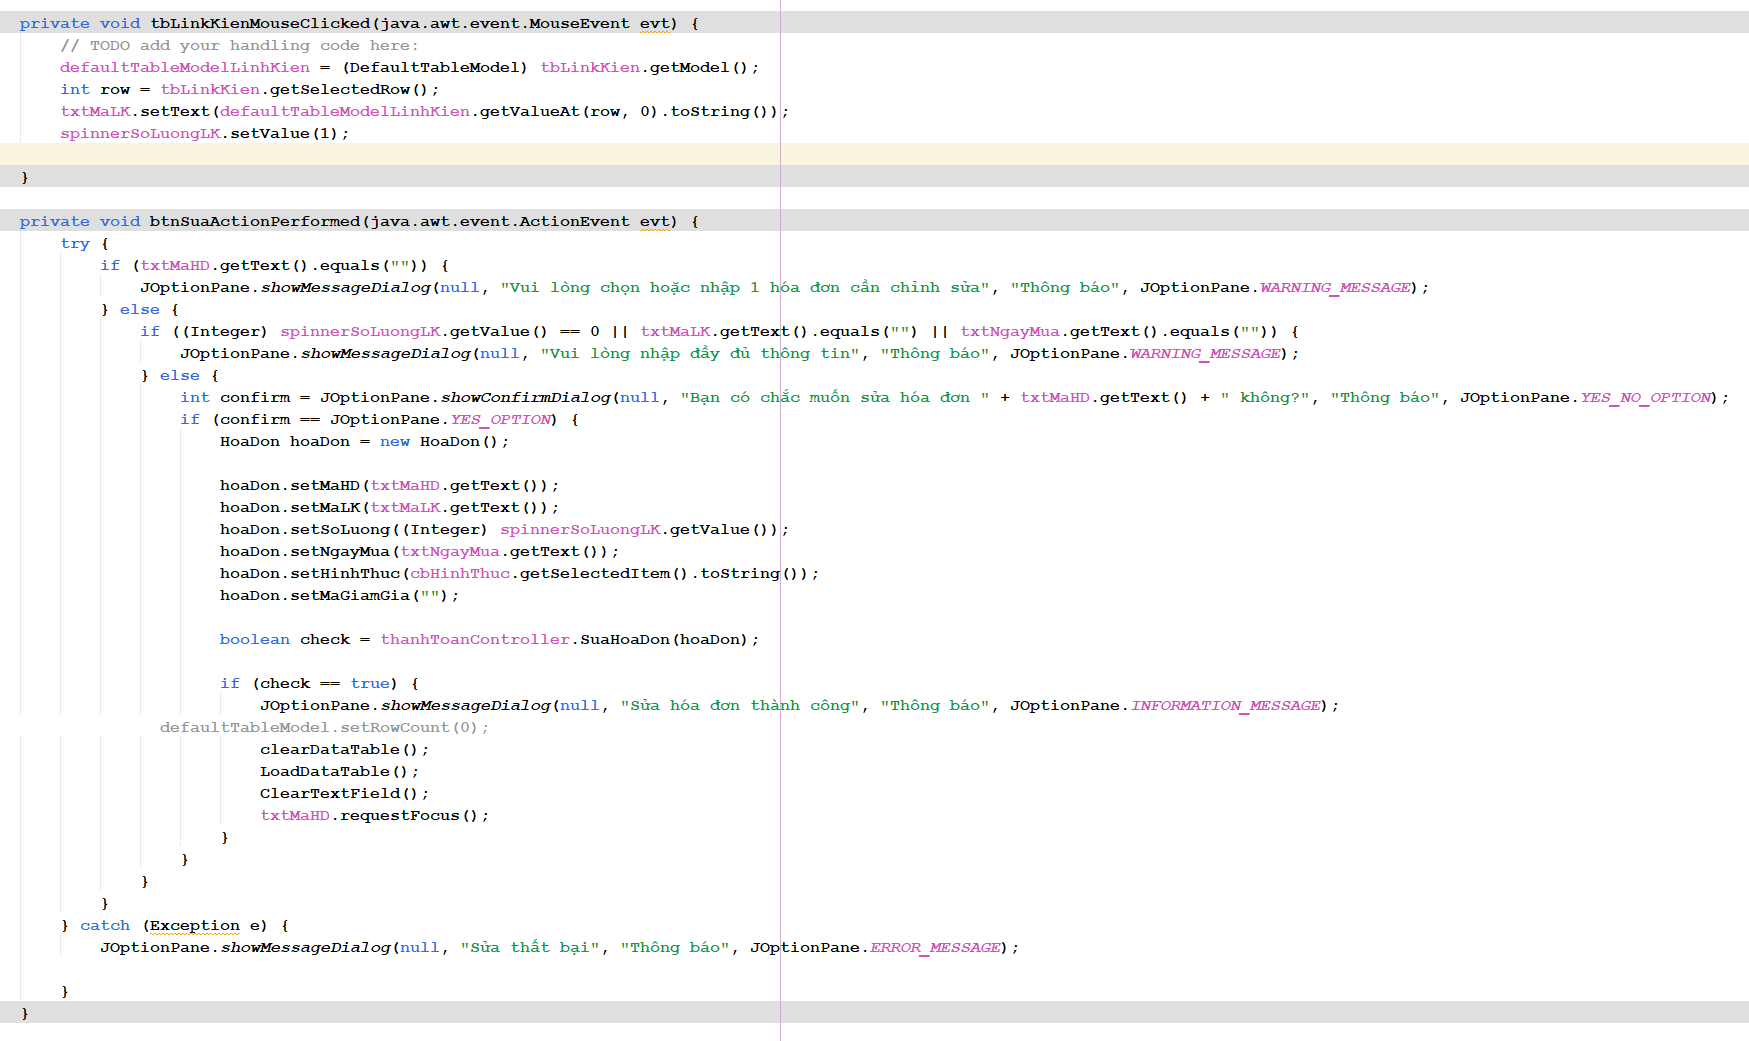 private void tbLinkKienMouseClicked(java.awt.event.MouseEvent evt) {
    // TODO add your handling code here:
    defaultTableModelLinhKien = (DefaultTableModel) tbLinkKien.getModel();
    int row = tbLinkKien.getSelectedRow();
    txtMaLK.setText(defaultTableModelLinhKien.getValueAt(row, 0).toString());
    spinnerSoLuongLK.setValue(1);
}
private void btnSuaActionPerformed(java.awt.event.ActionEvent evt) {
    try {
        if (txtMaHD.getText().equals("")) {
            JOptionPane.showMessageDialog(null, "Vui lòng chọn hoặc nhập 1 hóa đơn cần chỉnh sửa", "Thông báo", JOptionPane.WARNING_MESSAGE);
        } else {
            if ((Integer) spinnerSoLuongLK.getValue() == 0 || txtMaLK.getText().equals("") || txtNgayMua.getText().equals("")) {
                JOptionPane.showMessageDialog(null, "Vui lòng nhập đầy đủ thông tin", "Thông báo", JOptionPane.WARNING_MESSAGE);
            } else {
                int confirm = JOptionPane.showConfirmDialog(null, "Bạn có chắc muốn sửa hóa đơn " + txtMaHD.getText() + " không?", "Thông báo", JOptionPane.YES_NO_OPTION);
                if (confirm == JOptionPane.YES_OPTION) {
                    HoaDon hoaDon = new HoaDon();
                    hoaDon.setMaHD(txtMaHD.getText());
                    hoaDon.setMaLK(txtMaLK.getText());
                    hoaDon.setSoLuong((Integer) spinnerSoLuongLK.getValue());
                    hoaDon.setNgayMua(txtNgayMua.getText());
                    hoaDon.setHinhThuc(cbHinhThuc.getSelectedItem().toString());
                    hoaDon.setMaGiamGia("");
                    boolean check = thanhToanController.SuaHoaDon(hoaDon);
                    if (check == true) {
                        JOptionPane.showMessageDialog(null, "Sửa hóa đơn thành công", "Thông báo", JOptionPane.INFORMATION_MESSAGE);
              defaultTableModel.setRowCount(0);
                        clearDataTable();
                        LoadDataTable();
                        ClearTextField();
                        txtMaHD.requestFocus();
                    }
                }
            }
        }
    } catch (Exception e) {
        JOptionPane.showMessageDialog(null, "Sửa thất bại", "Thông báo", JOptionPane.ERROR_MESSAGE);
    }
}